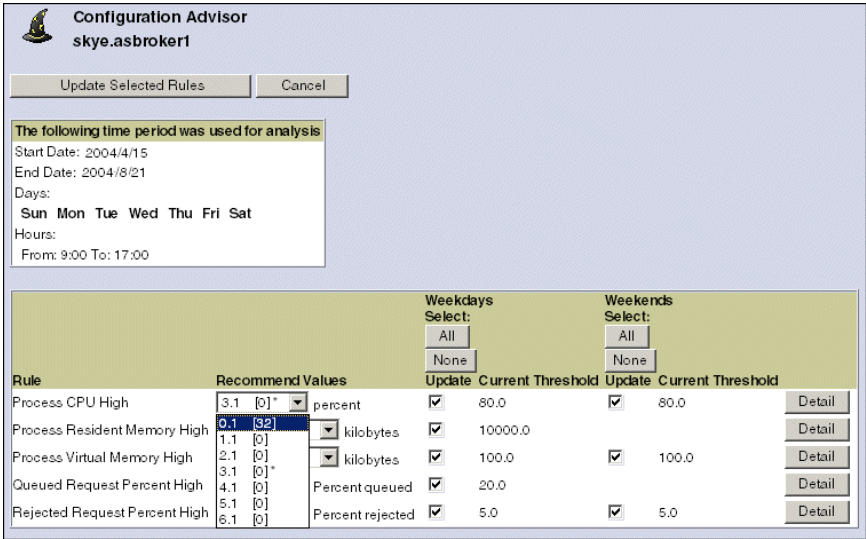 Configuration Advisor
skye.asbroker1
Update Selected Rules Cancel
The following time period was used for analysis
Start Date: 2004/4/15
End Date: 2004/8/21
Days:
Sun Mon Tue Wed Thu Fri Sat
Hours:
From: 9:00 To: 17:00
Weekdays Weekends
Select: Select:
All All
None None
Rule Recommend Values Update Current Threshold Update Current Threshold
Process CPU High 3.1 [0]* percent 80.0 80.0 Detail
0.1 [32]
Process Resident Memory High kilobytes 10000.0 Detail
1.1 [0]
2.1 [0]
Process Virtual Memory High kilobytes 100.0 100.0 Detail
3.1 [0]*
Queued Request Percent High 4.1 [0] Percent queued 20.0 Detail
5.1 [0]
Rejected Request Percent High Percent rejected 5.0 5.0 Detail
6.1 [0]